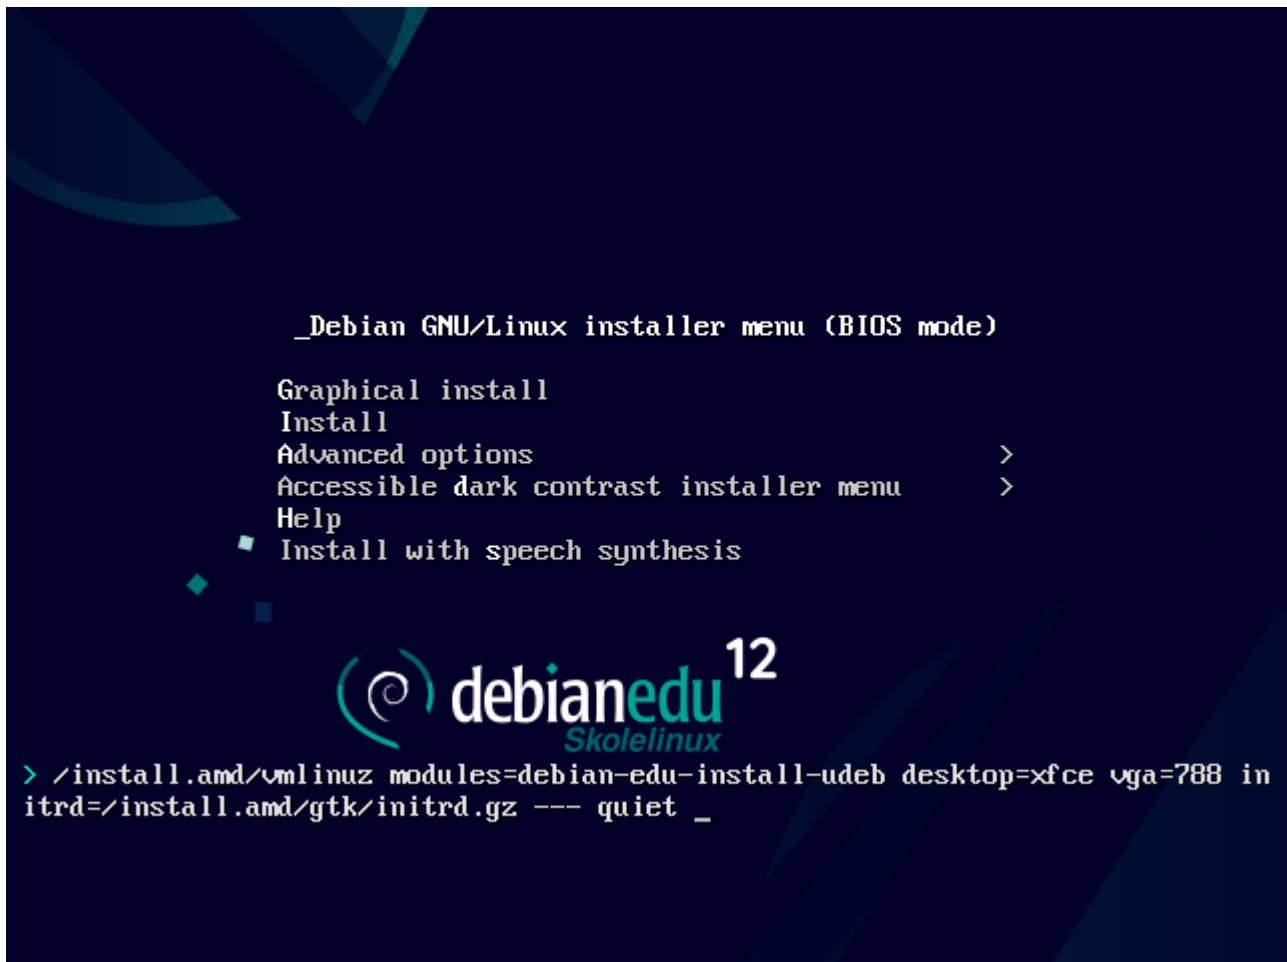 _Debian GNU/Linux installer menu (BIOS mode)
Graphical install
Install
Advanced options >
Accessible dark contrast installer menu >
Help
Install with speech synthesis
debianedu 12
Skolelinux
> /install.amd/vmlinuz modules=debian-edu-install-udeb desktop=xfce vga=788 in
itrd=/install.amd/gtk/initrd.gz --- quiet _